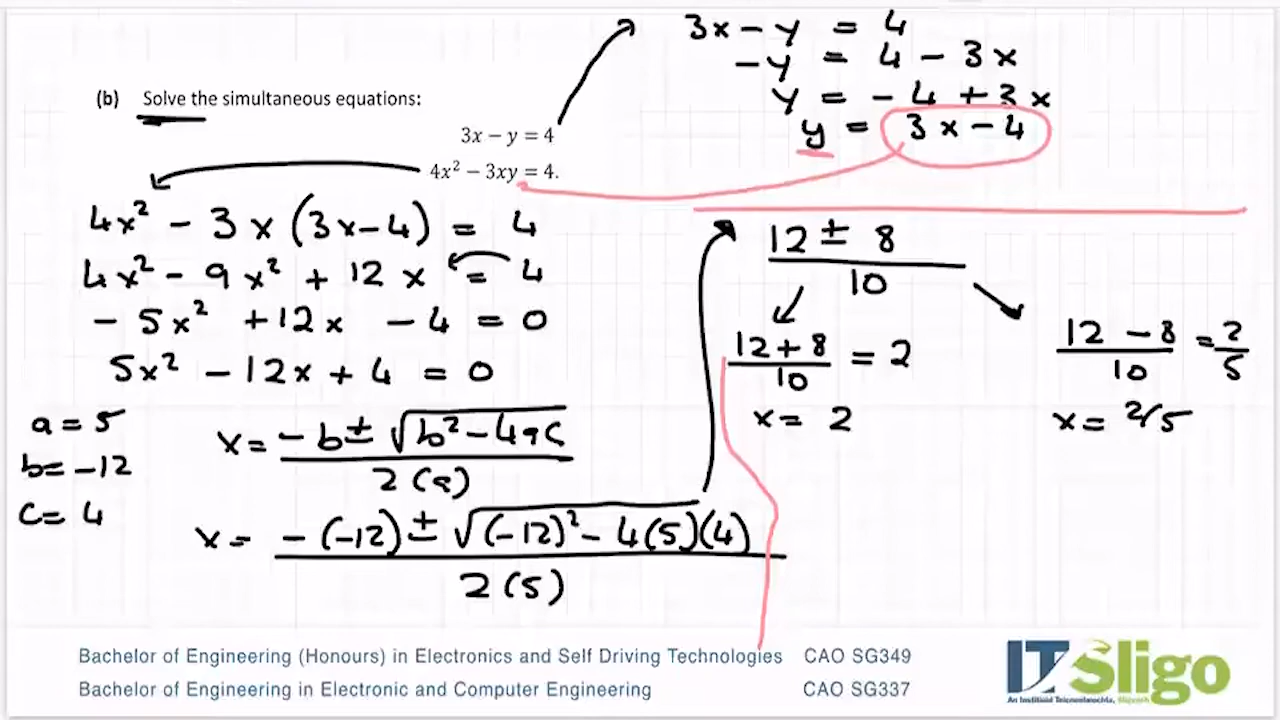 3x - y = 4
-y = 4 - 3x
y = -4 + 3x
y = 3x - 4
(b) Solve the simultaneous equations:
3x − y = 4
4x² − 3xy = 4.
4x² - 3x(3x-4) = 4
4x² - 9x² + 12x = 4
- 5x² + 12x - 4 = 0
5x² - 12x + 4 = 0
a = 5
b = -12
c = 4
x = -b ± √b² - 4ac
2(a)
x = -(-12) ± √(-12)² - 4(5)(4)
2(5)
12 ± 8
10
12 + 8 = 2
10
x = 2
12 - 8 = 2/5
10
x = 2/5
Bachelor of Engineering (Honours) in Electronics and Self Driving Technologies CAO SG349
Bachelor of Engineering in Electronic and Computer Engineering CAO SG337
IT Sligo
An Institiúid Teicneolaíochta, Sligeach